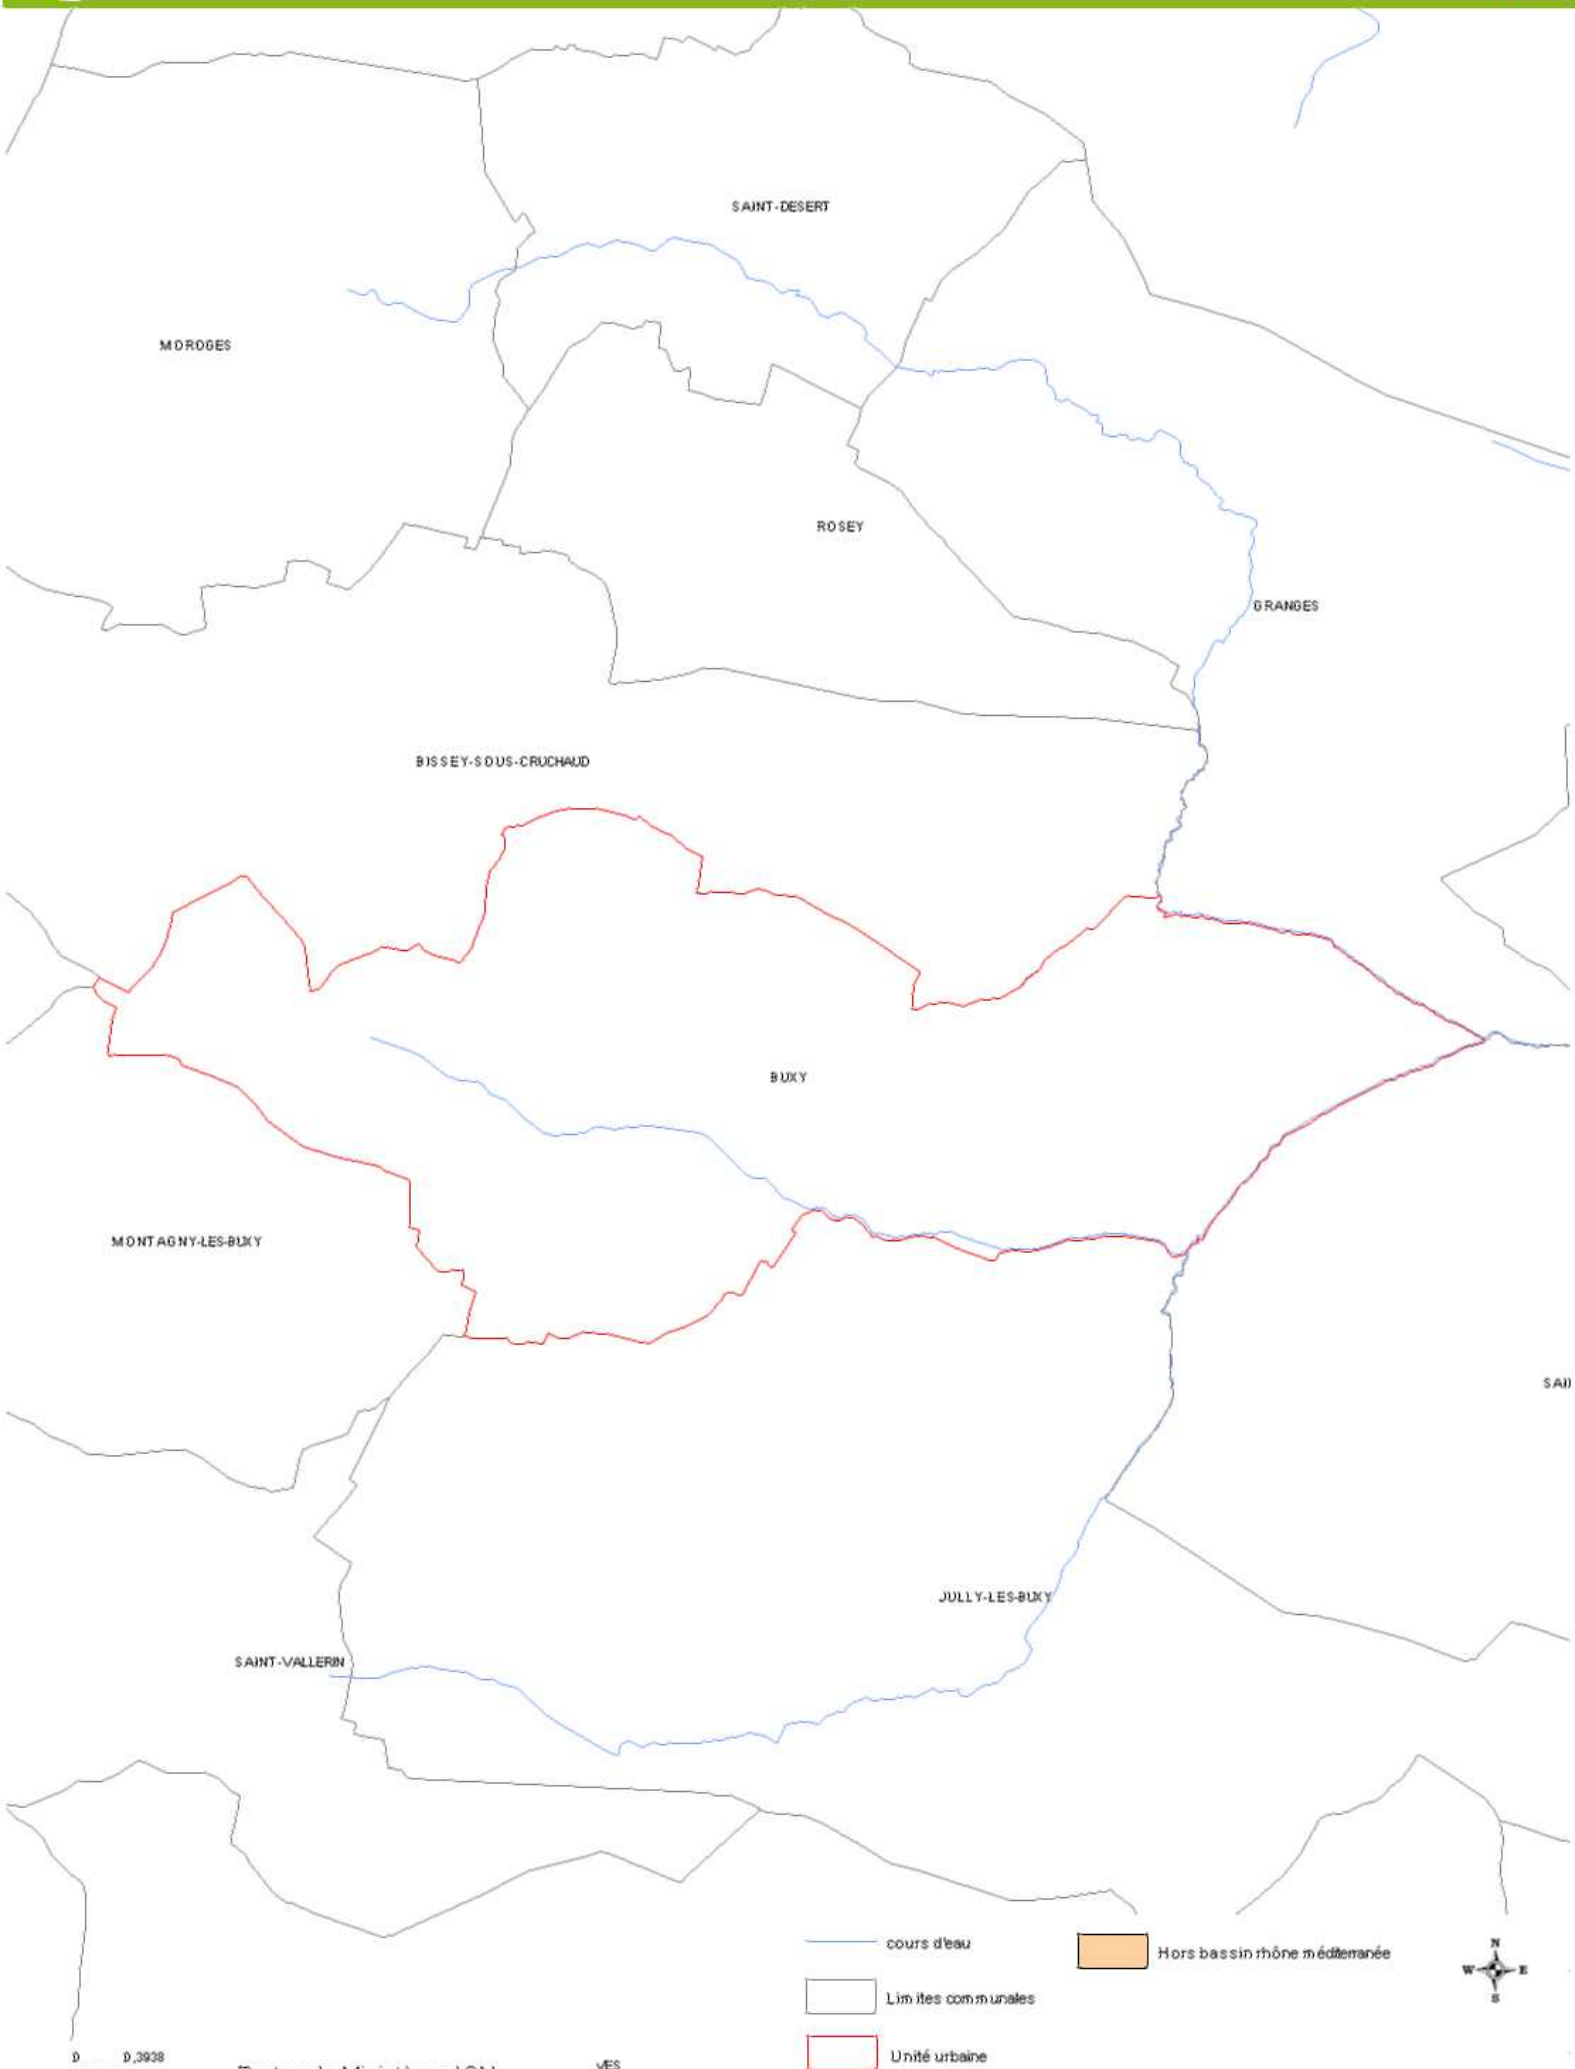 SAINT-DESERT
MOROGES
ROSEY
GRANGES
BISSEY-SOUS-CRUCHAUD
BUXY
MONTAGNY-LES-BUXY
SAI
JULLY-LES-BUXY
SAINT-VALLERIN
cours d'eau
Hors bassin rhône méditerranée
Limites communales
Unité urbaine
N
W E
S
0 0,3938